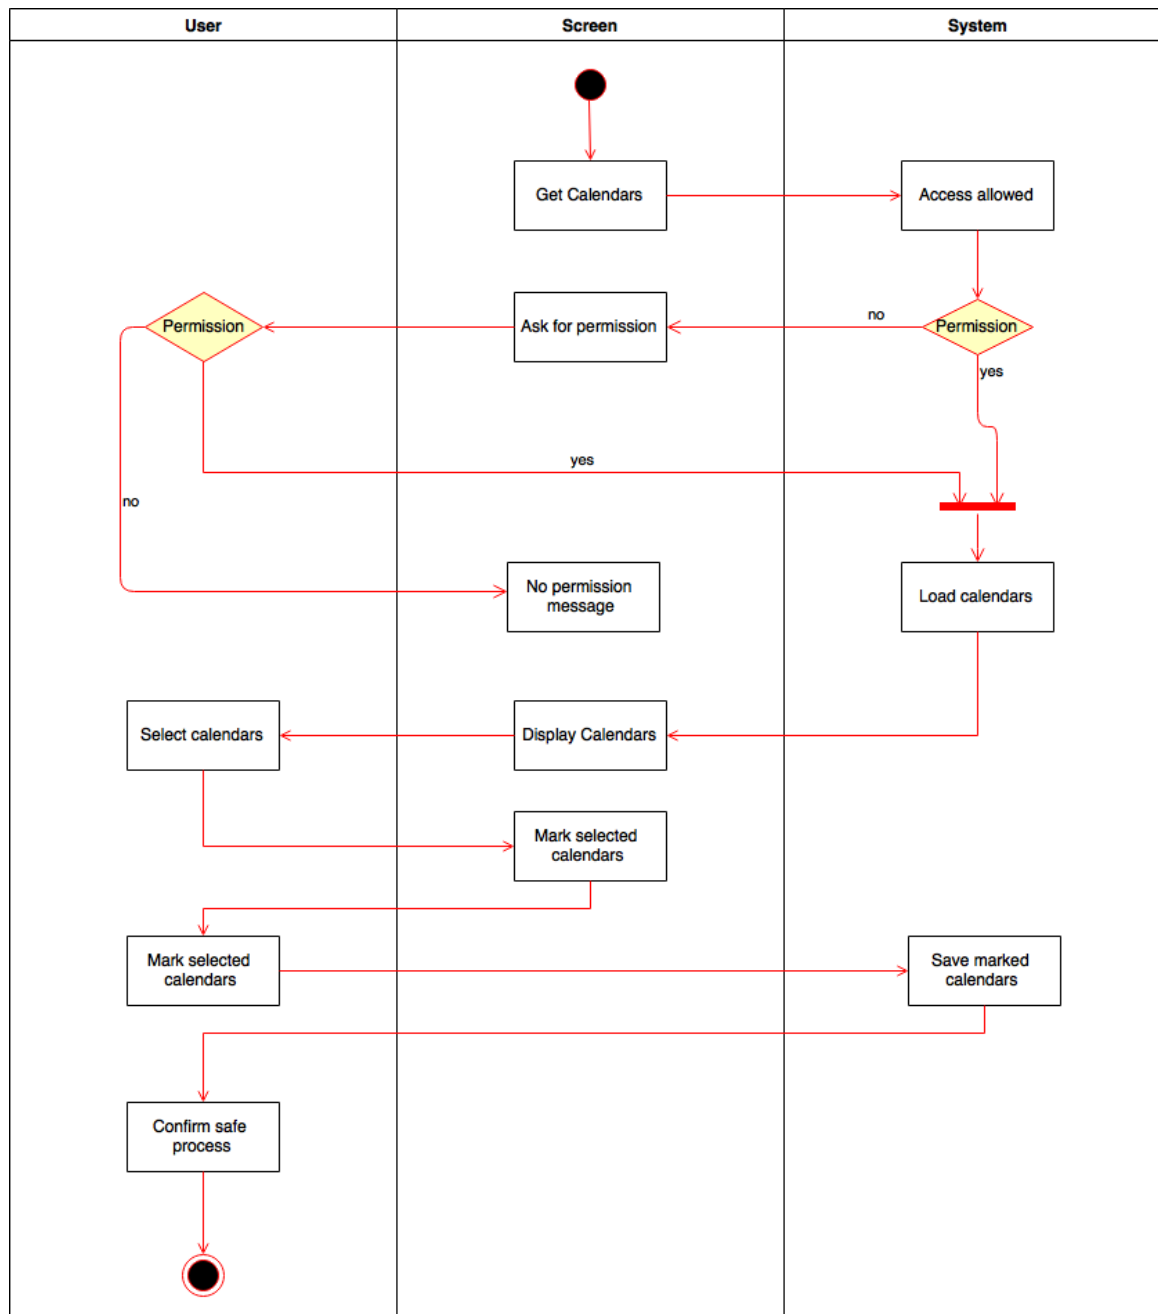 User
Screen
System
Get Calendars
Access allowed
Permission
Ask for permission
no
Permission
yes
yes
no
No permission
message
Load calendars
Select calendars
Display Calendars
Mark selected
calendars
Mark selected
calendars
Save marked
calendars
Confirm safe
process